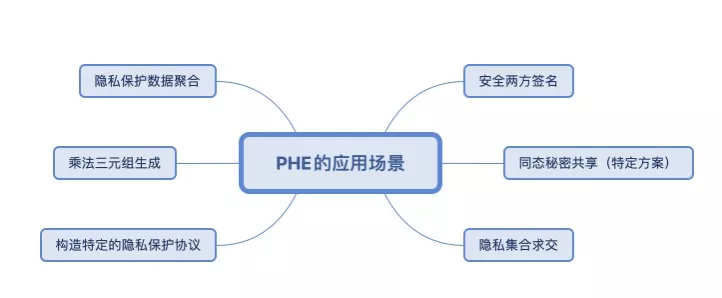 隐私保护数据聚合
安全两方签名
乘法三元组生成
PHE的应用场景
同态秘密共享（特定方案）
构造特定的隐私保护协议
隐私集合求交